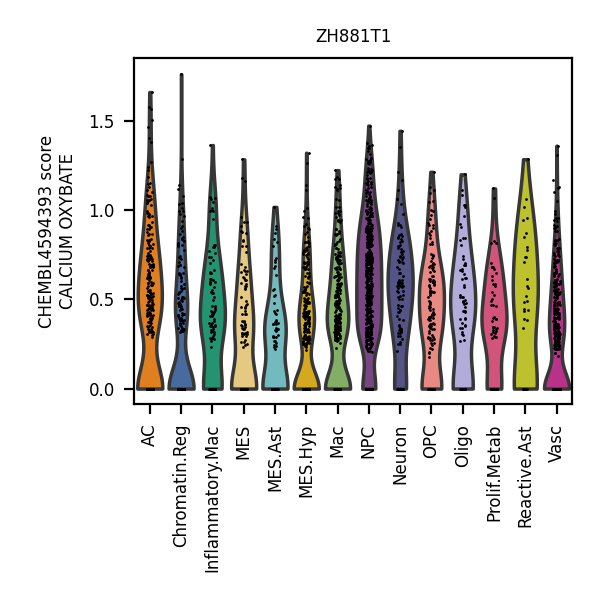 ZH881T1
CHEMBL4594393 score
CALCIUM OXYBATE
1.5
1.0
0.5
0.0
AC
Chromatin.Reg
Inflammatory.Mac
MES
MES.Ast
MES.Hyp
Mac
NPC
Neuron
OPC
Oligo
Prolif.Metab
Reactive.Ast
Vasc